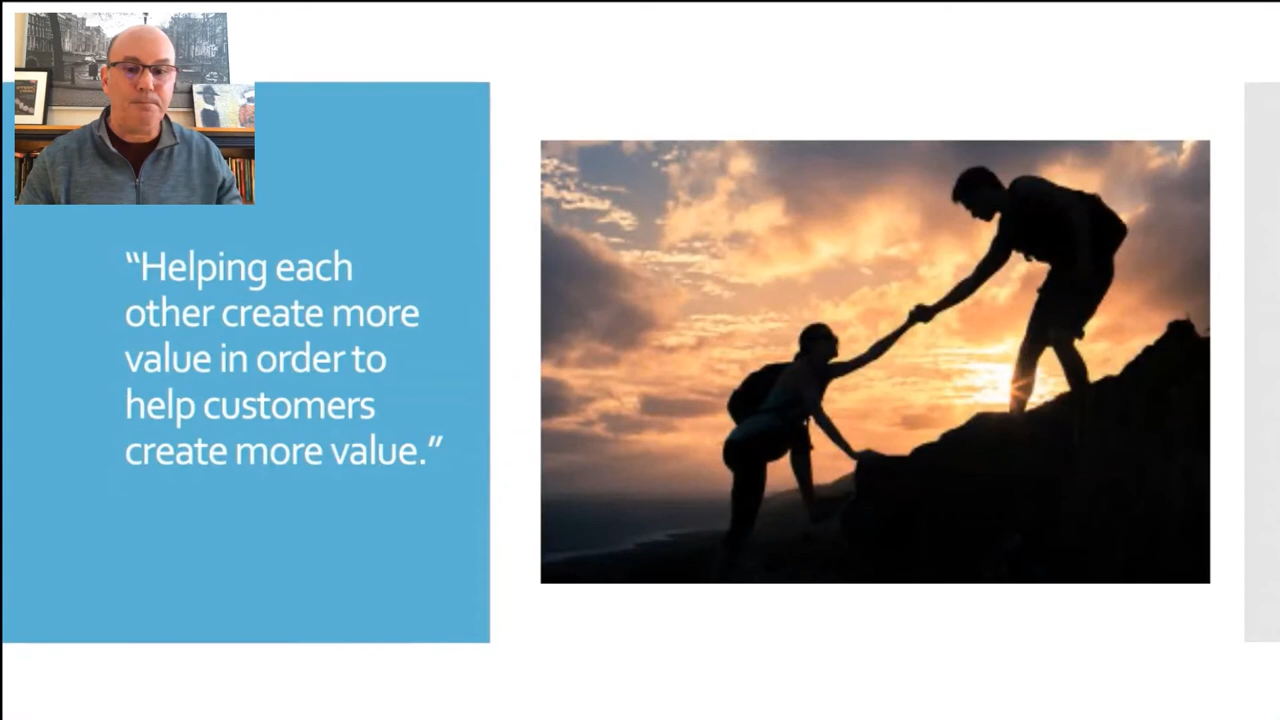 “Helping each
other create more
value in order to
help customers
create more value.”